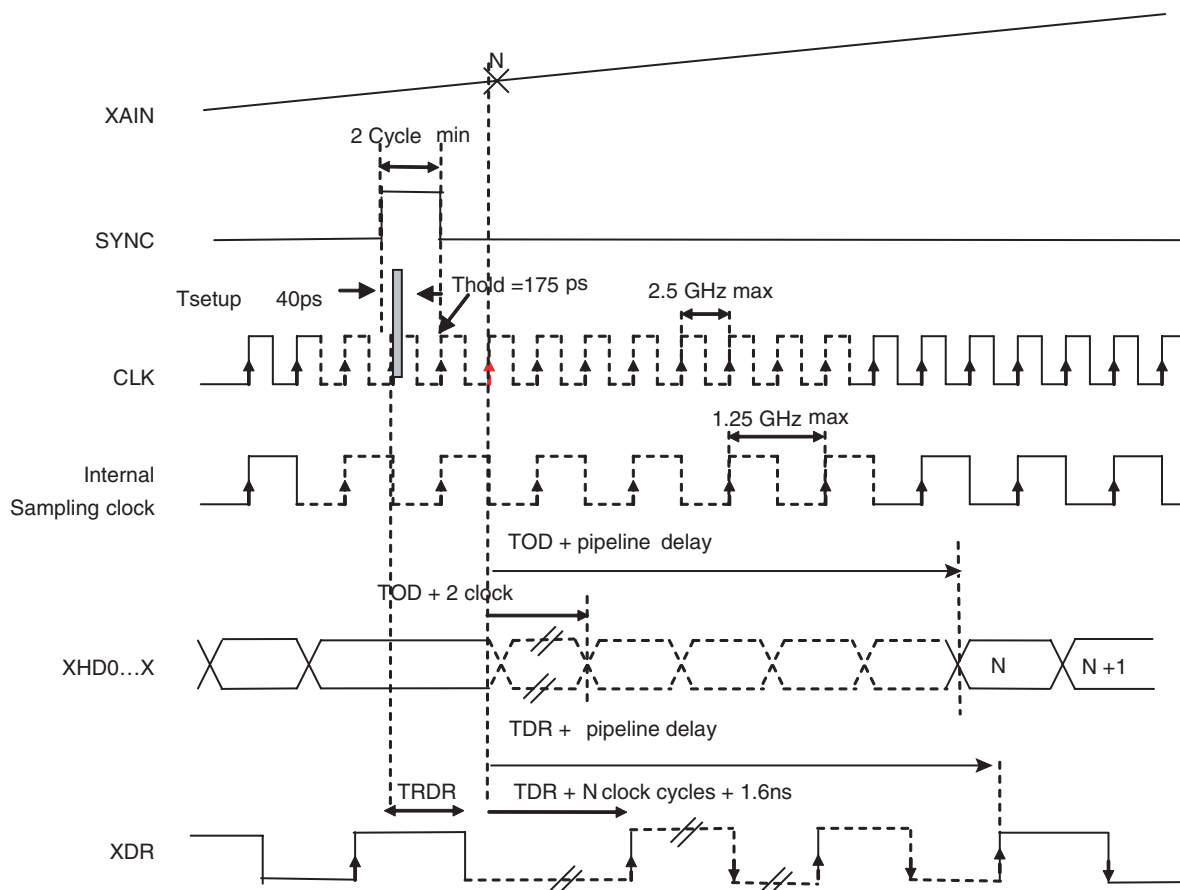 N
XAIN
2 Cycle min
SYNC
Tsetup 40ps
Thold =175 ps
2.5 GHz max
CLK
1.25 GHz max
Internal
Sampling clock
TOD + pipeline delay
TOD + 2 clock
XHD0...X
N
N +1
TDR + pipeline delay
TRDR
TDR + N clock cycles + 1.6ns
XDR